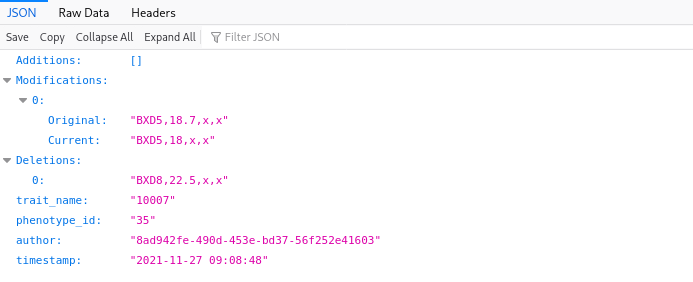 JSON Raw Data Headers
Save Copy Collapse All Expand All Filter JSON
Additions: []
Modifications:
0:
Original: "BXD5,18.7,x,x"
Current: "BXD5,18,x,x"
Deletions:
0: "BXD8,22.5,x,x"
trait_name: "10007"
phenotype_id: "35"
author: "8ad942fe-490d-453e-bd37-56f252e41603"
timestamp: "2021-11-27 09:08:48"